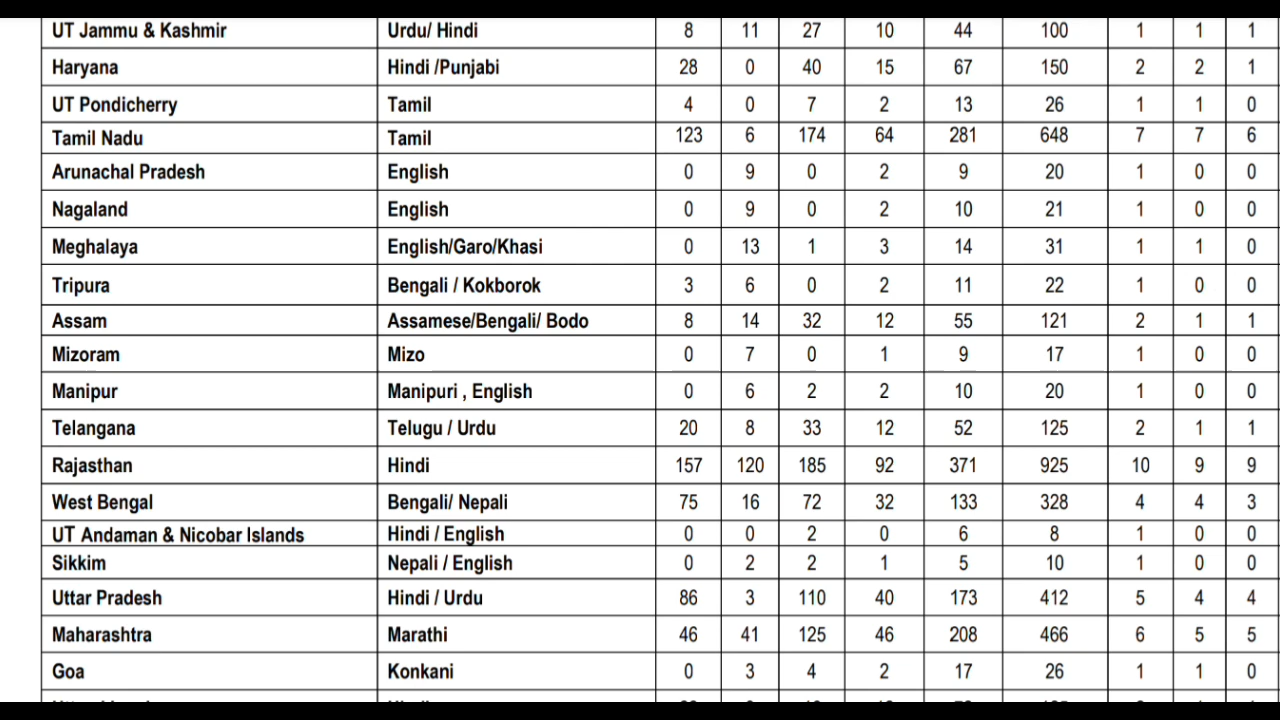 UT Jammu & Kashmir Urdu/ Hindi 8 11 27 10 44 100 1 1 1
Haryana Hindi /Punjabi 28 0 40 15 67 150 2 2 1
UT Pondicherry Tamil 4 0 7 2 13 26 1 1 0
Tamil Nadu Tamil 123 6 174 64 281 648 7 7 6
Arunachal Pradesh English 0 9 0 2 9 20 1 0 0
Nagaland English 0 9 0 2 10 21 1 0 0
Meghalaya English/Garo/Khasi 0 13 1 3 14 31 1 1 0
Tripura Bengali / Kokborok 3 6 0 2 11 22 1 0 0
Assam Assamese/Bengali/ Bodo 8 14 32 12 55 121 2 1 1
Mizoram Mizo 0 7 0 1 9 17 1 0 0
Manipur Manipuri , English 0 6 2 2 10 20 1 0 0
Telangana Telugu / Urdu 20 8 33 12 52 125 2 1 1
Rajasthan Hindi 157 120 185 92 371 925 10 9 9
West Bengal Bengali/ Nepali 75 16 72 32 133 328 4 4 3
UT Andaman & Nicobar Islands Hindi / English 0 0 2 0 6 8 1 0 0
Sikkim Nepali / English 0 2 2 1 5 10 1 0 0
Uttar Pradesh Hindi / Urdu 86 3 110 40 173 412 5 4 4
Maharashtra Marathi 46 41 125 46 208 466 6 5 5
Goa Konkani 0 3 4 2 17 26 1 1 0